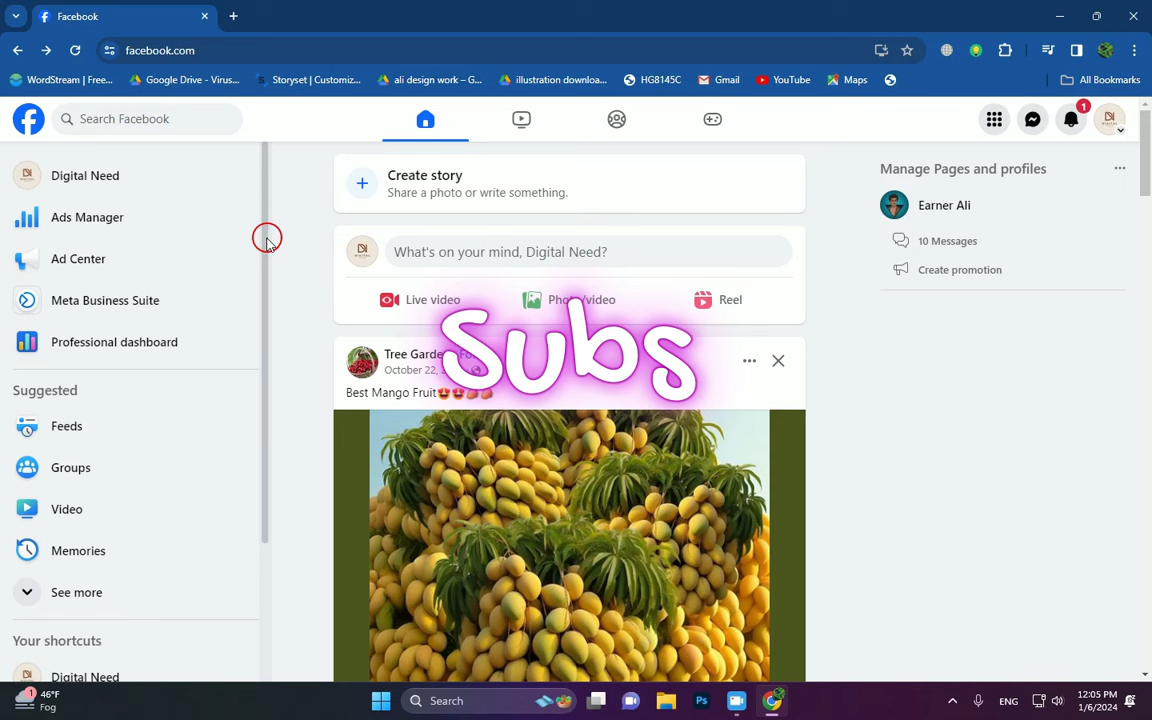 Facebook
facebook.com
WordStream | Free...
Google Drive - Virus...
Storyset | Customiz...
ali design work – G...
illustration downloa...
HG8145C
Gmail
YouTube
Maps
All Bookmarks
Search Facebook
1
Digital Need
Ads Manager
Ad Center
Meta Business Suite
Professional dashboard
Suggested
Feeds
Groups
Video
Memories
See more
Your shortcuts
Digital Need
Create story
Share a photo or write something.
What's on your mind, Digital Need?
Live video
Photo/video
Reel
Subs
Tree Garde
October 22,
Best Mango Fruit🤩🤩🥭🥭
Manage Pages and profiles
Earner Ali
10 Messages
Create promotion
1
46°F
Fog
Search
Ps
ENG
12:05 PM
1/6/2024